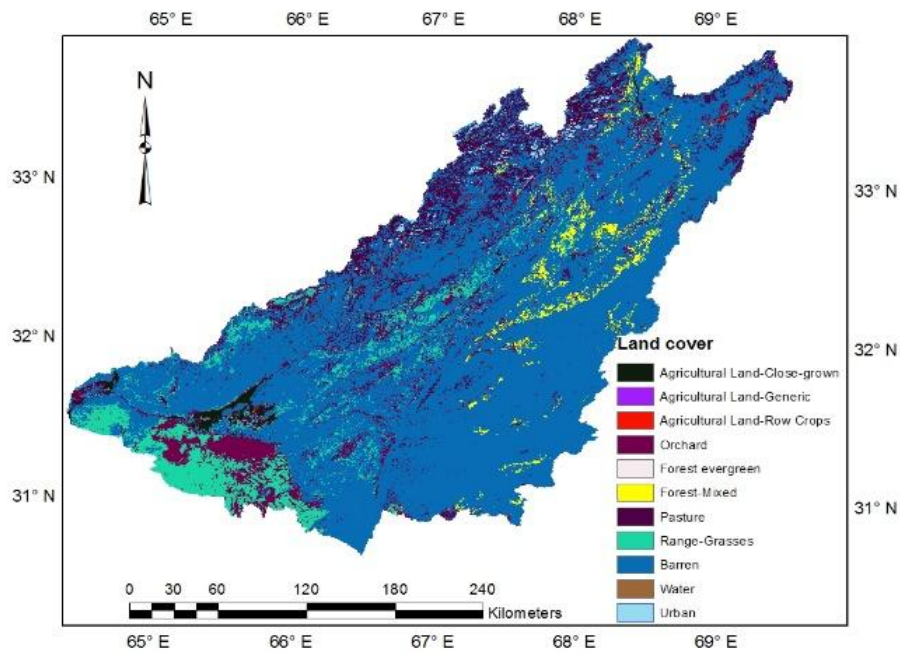 65° E 66° E 67° E 68° E 69° E
N
33° N 33° N
32° N 32° N
Land cover
Agricultural Land-Close-grown
Agricultural Land-Generic
Agricultural Land-Row Crops
Orchard
Forest evergreen
31° N 31° N
Forest-Mixed
Pasture
Range-Grasses
Barren
Water
Urban
0 30 60 120 180 240
Kilometers
65° E 66° E 67° E 68° E 69° E